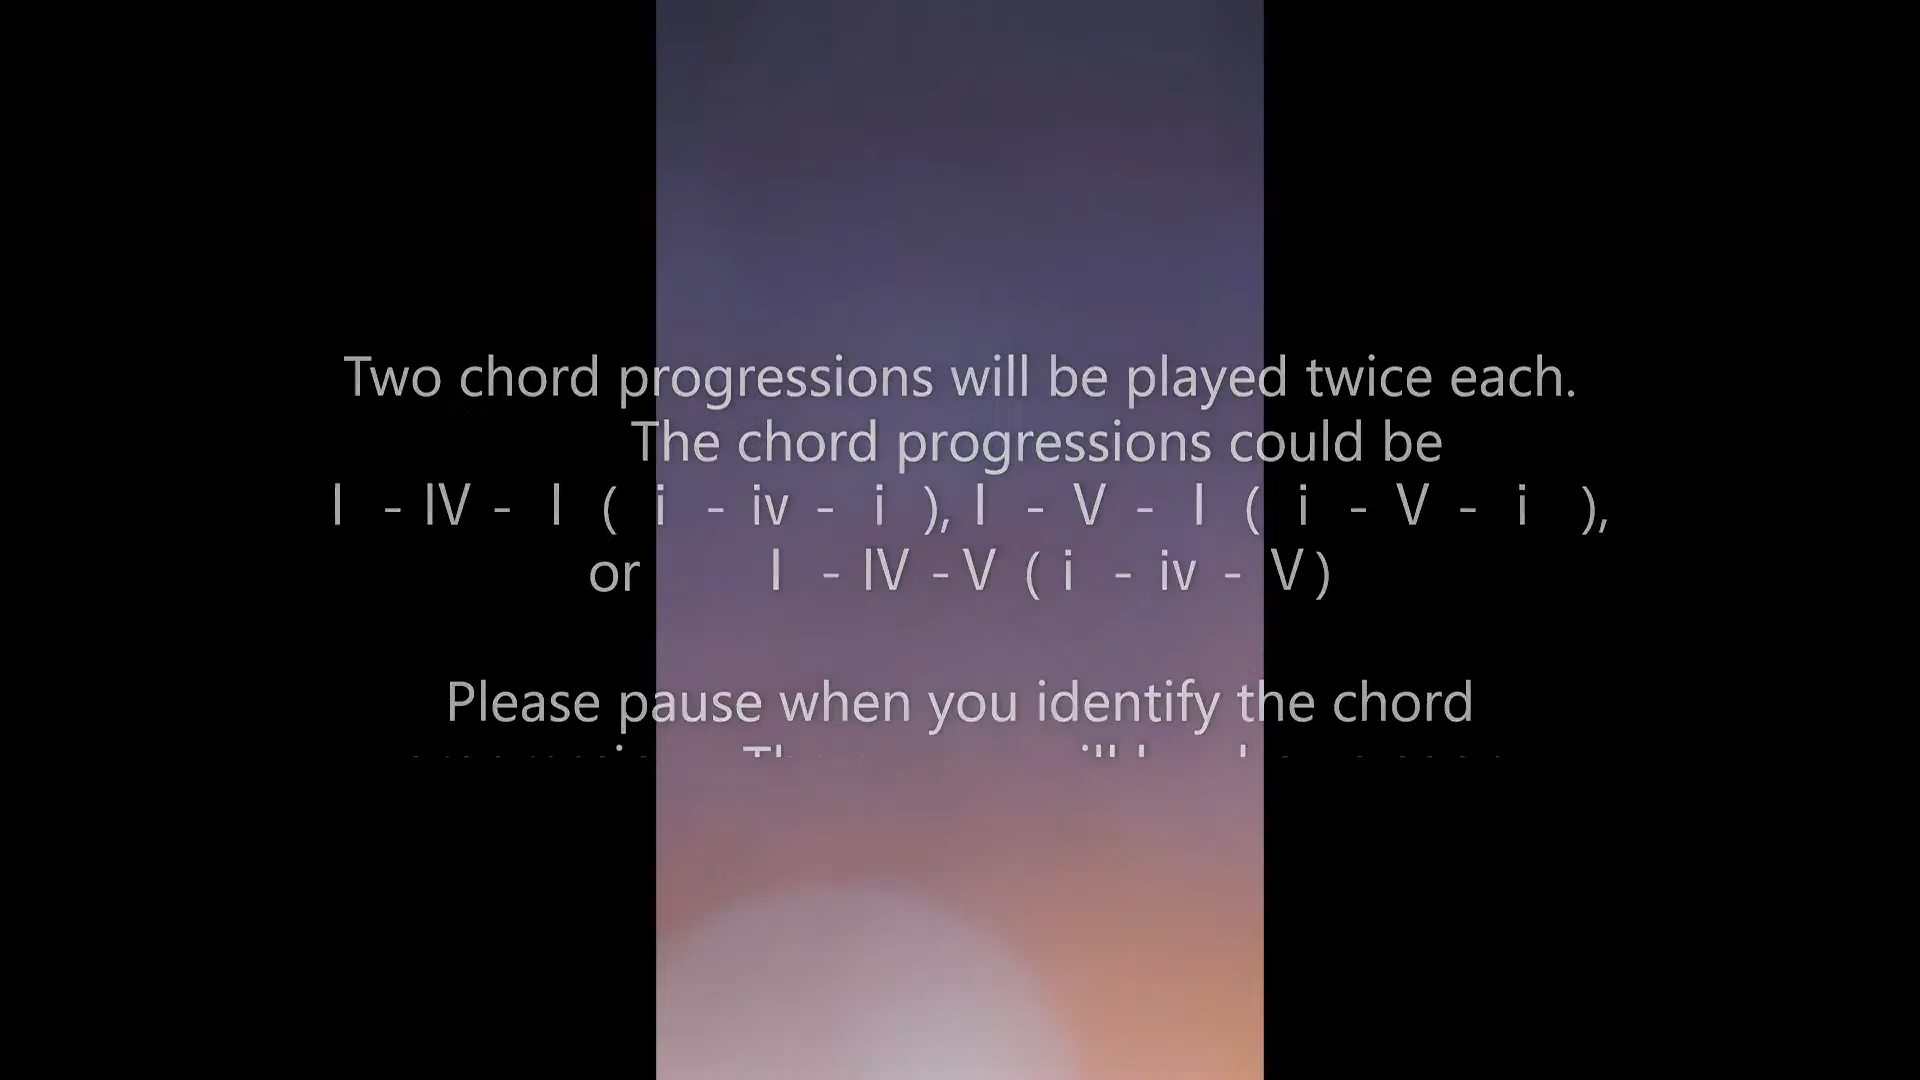 Two chord progressions will be played twice each.
The chord progressions could be
I - IV - I ( i - iv - i ), I - V - I ( i - V - i ),
or I - IV - V ( i - iv - V )
Please pause when you identify the chord